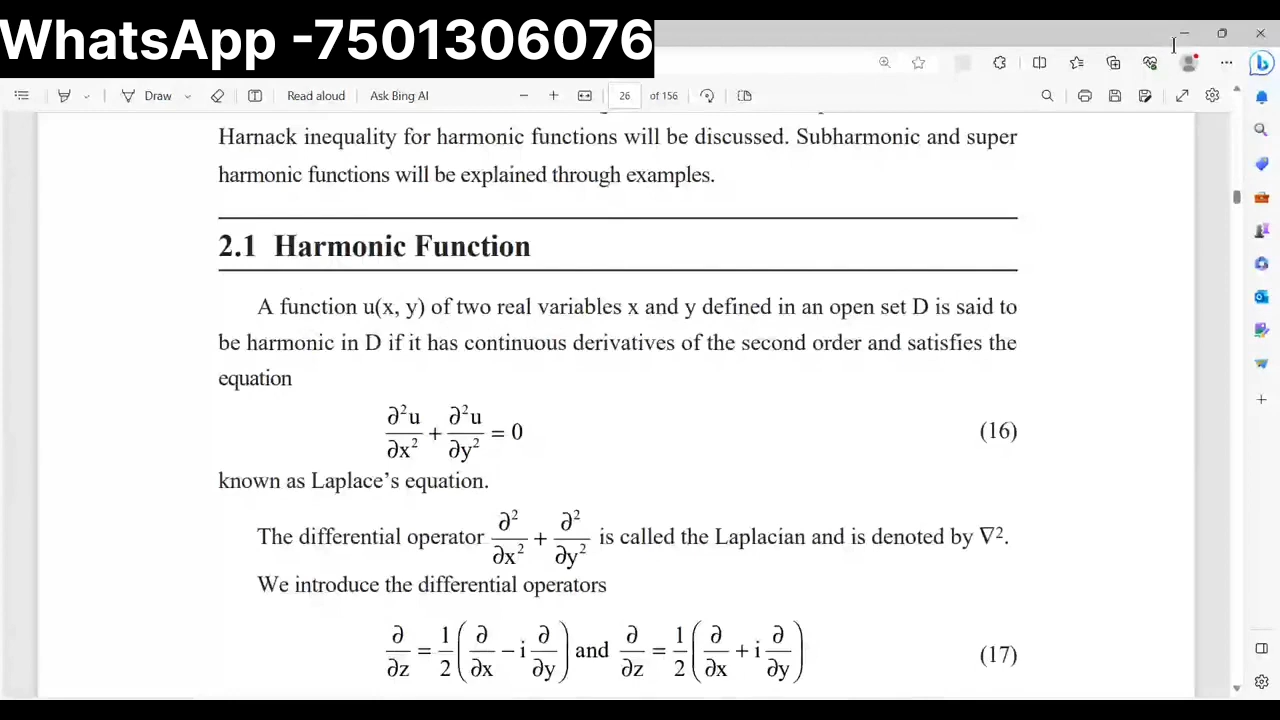 WhatsApp -7501306076
Draw
Read aloud
Ask Bing AI
26
of 156
Harnack inequality for harmonic functions will be discussed. Subharmonic and super
harmonic functions will be explained through examples.
2.1 Harmonic Function
A function u(x, y) of two real variables x and y defined in an open set D is said to
be harmonic in D if it has continuous derivatives of the second order and satisfies the
equation
∂²u/∂x² + ∂²u/∂y² = 0 (16)
known as Laplace’s equation.
The differential operator ∂²/∂x² + ∂²/∂y² is called the Laplacian and is denoted by ∇².
We introduce the differential operators
∂/∂z = 1/2 (∂/∂x − i ∂/∂y) and ∂/∂z = 1/2 (∂/∂x + i ∂/∂y) (17)